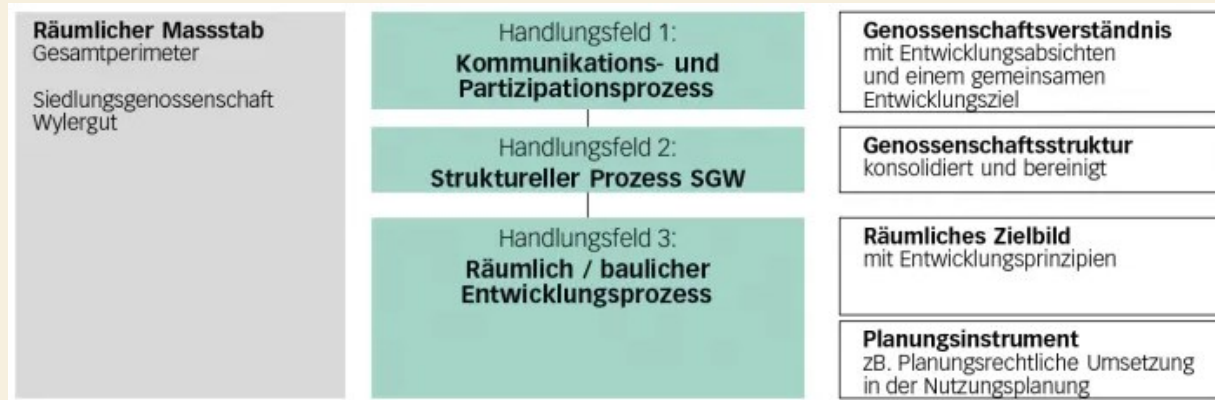 Räumlicher Massstab
Gesamtperimeter
Siedlungsgenossenschaft
Wylergut
Handlungsfeld 1:
Kommunikations- und
Partizipationsprozess
Genossenschaftsverständnis
mit Entwicklungsabsichten
und einem gemeinsamen
Entwicklungsziel
Handlungsfeld 2:
Struktureller Prozess SGW
Genossenschaftsstruktur
konsolidiert und bereinigt
Handlungsfeld 3:
Räumlich / baulicher
Entwicklungsprozess
Räumliches Zielbild
mit Entwicklungsprinzipien
Planungsinstrument
zB. Planungsrechtliche Umsetzung
in der Nutzungsplanung